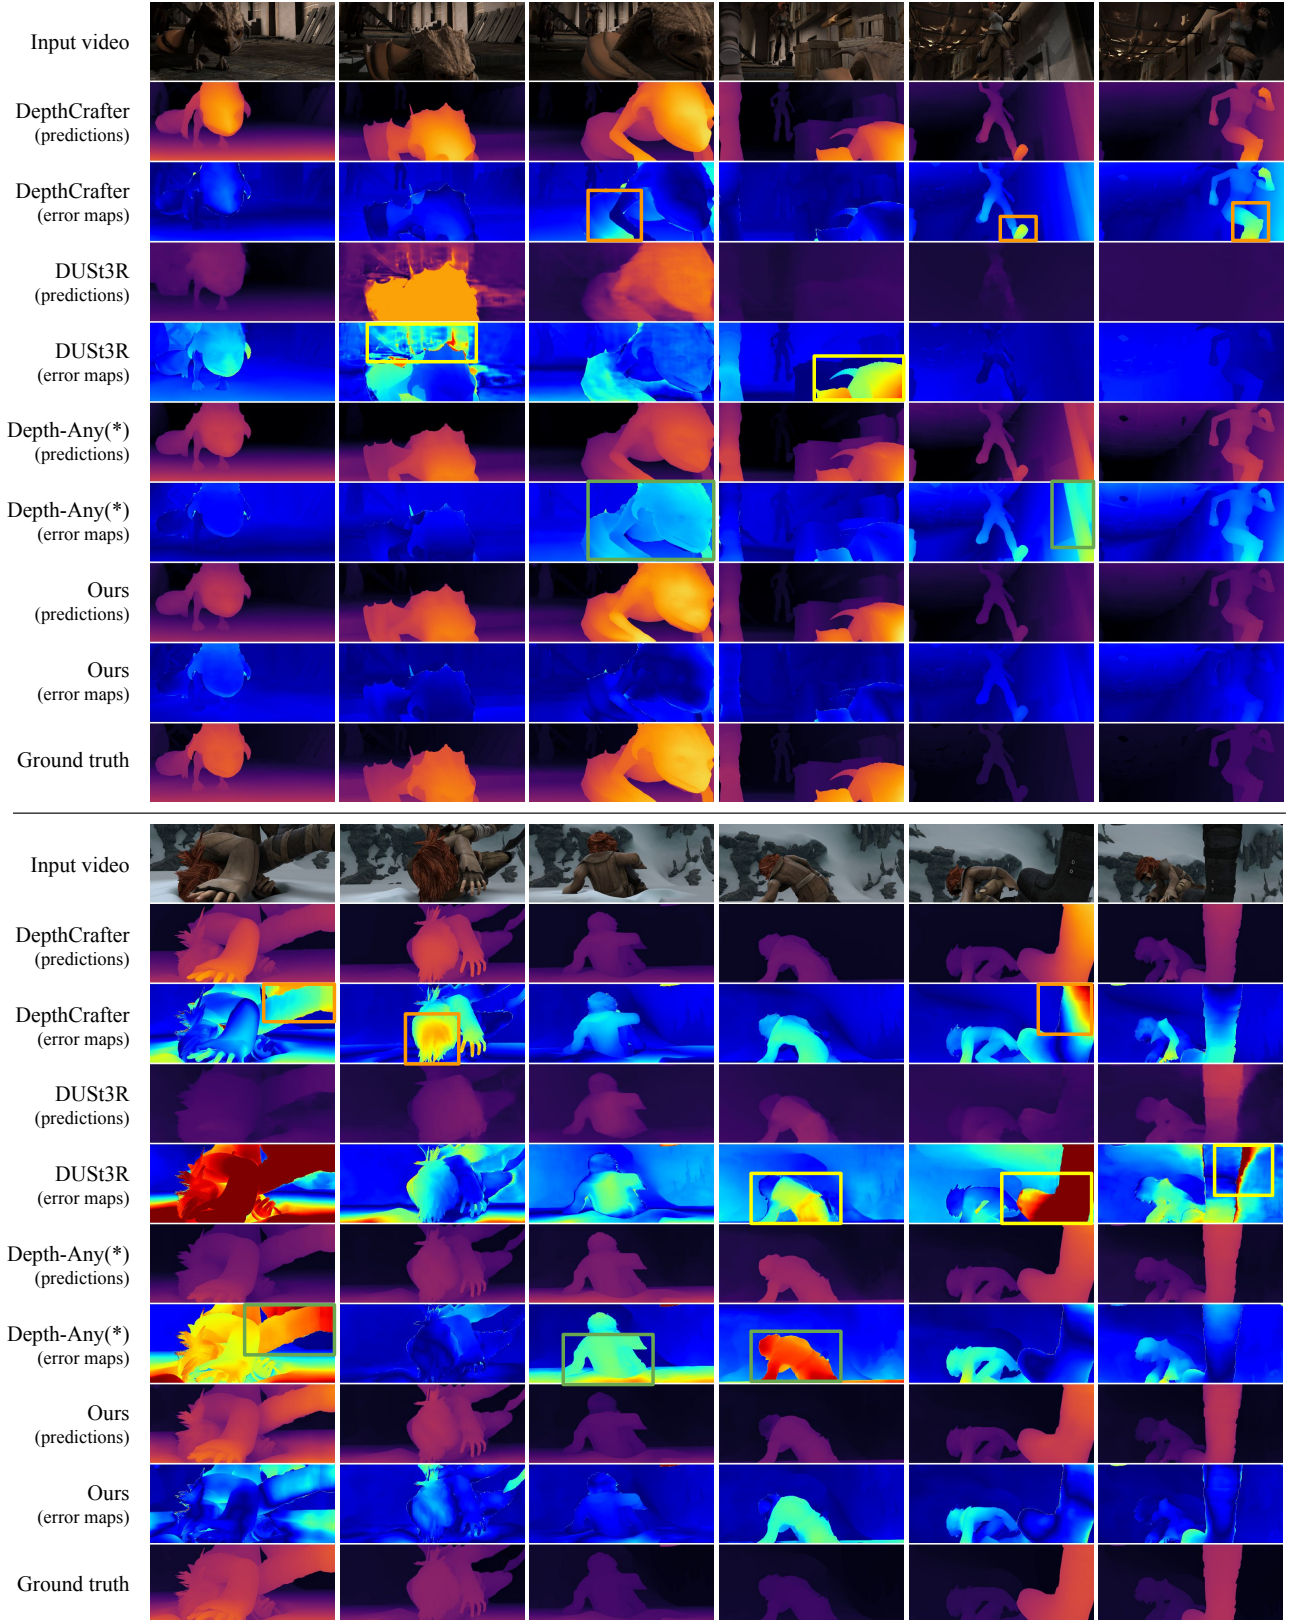 Input video
DepthCrafter
(predictions)
DepthCrafter
(error maps)
DUSt3R
(predictions)
DUSt3R
(error maps)
Depth-Any(*)
(predictions)
Depth-Any(*)
(error maps)
Ours
(predictions)
Ours
(error maps)
Ground truth
Input video
DepthCrafter
(predictions)
DepthCrafter
(error maps)
DUSt3R
(predictions)
DUSt3R
(error maps)
Depth-Any(*)
(predictions)
Depth-Any(*)
(error maps)
Ours
(predictions)
Ours
(error maps)
Ground truth